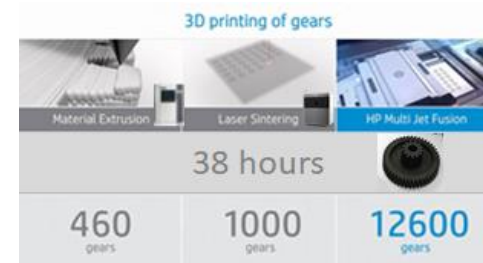 3D printing of gears
Material Extrusion
Laser Sintering
HP Multi Jet Fusion
38 hours
460
gears
1000
gears
12600
gears